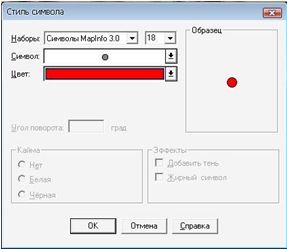 Стиль символа
Наборы: Символы MapInfo 3.0 18
Образец
Символ:
Цвет:
Угол поворота: град
Кайма
Нет
Белая
Чёрная
Эффекты
Добавить тень
Жирный символ
OK Отмена Справка